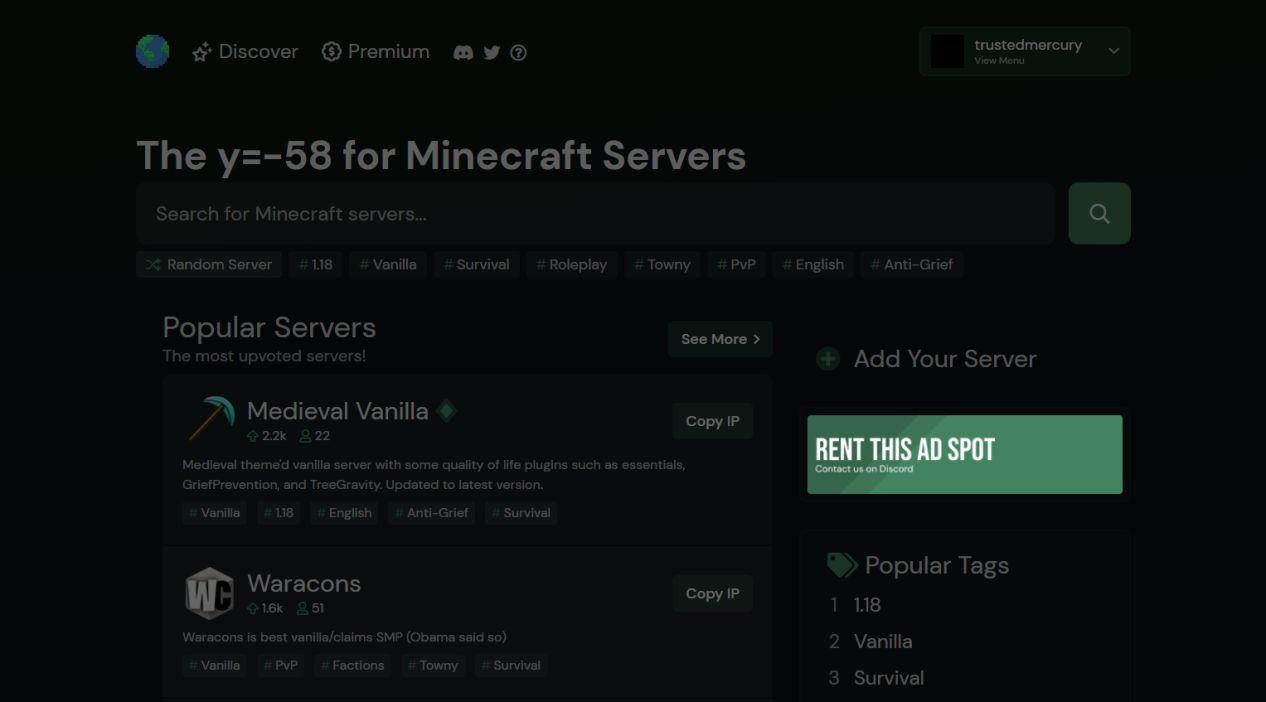 Discover Premium
trustedmercury
View Menu
The y=-58 for Minecraft Servers
Search for Minecraft servers...
Random Server # 1.18 # Vanilla # Survival # Roleplay # Towny # PvP # English # Anti-Grief
Popular Servers
The most upvoted servers!
See More
Medieval Vanilla
2.2k 22
Copy IP
Medieval theme'd vanilla server with some quality of life plugins such as essentials,
GriefPrevention, and TreeGravity. Updated to latest version.
# Vanilla # 1.18 # English # Anti-Grief # Survival
WC
Waracons
1.6k 51
Copy IP
Waracons is best vanilla/claims SMP (Obama said so)
# Vanilla # PvP # Factions # Towny # Survival
Add Your Server
RENT THIS AD SPOT
Contact us on Discord
Popular Tags
1 1.18
2 Vanilla
3 Survival